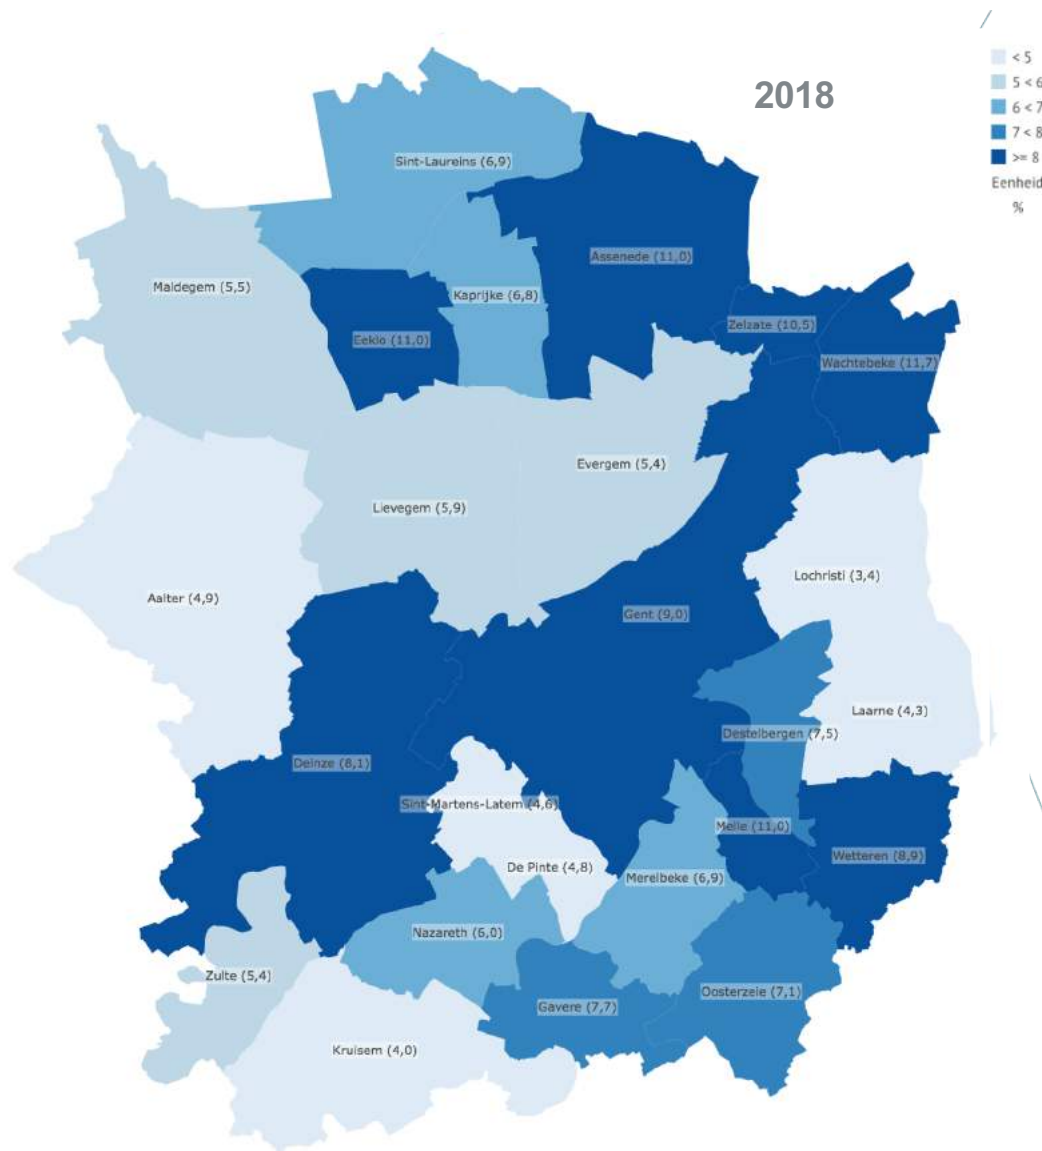 2018
< 5
5 < 6
6 < 7
7 < 8
>= 8
Eenheid
%
Sint-Laureins (6,9)
Assenede (11,0)
Maldegem (5,5)
Kaprijke (6,8)
Eeklo (11,0)
Zelzate (10,5)
Wachtebeke (11,7)
Evergem (5,4)
Lievegem (5,9)
Lochristi (3,4)
Aalter (4,9)
Gent (9,0)
Laarne (4,3)
Destelbergen (7,5)
Deinze (8,1)
Sint-Martens-Latem (4,6)
Melle (11,0)
Wetteren (8,9)
De Pinte (4,8)
Merelbeke (6,9)
Nazareth (6,0)
Zulte (5,4)
Oosterzele (7,1)
Gavere (7,7)
Kruisem (4,0)